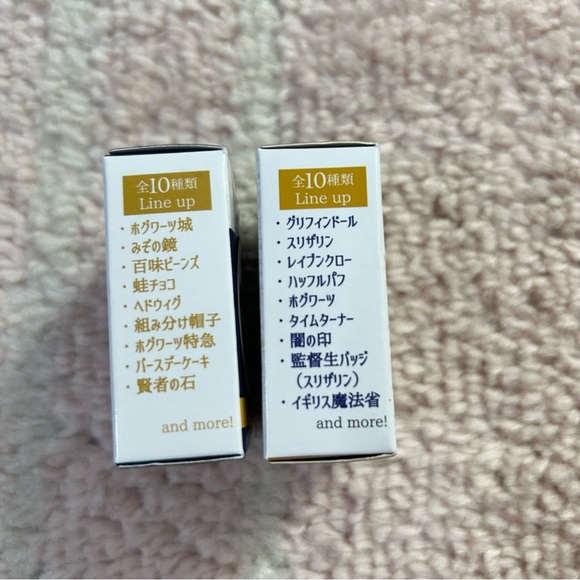 全10種類
Line up
・ホグワーツ城
・みぞの鏡
・百味ビーンズ
・蛙チョコ
・ヘドウィグ
・組み分け帽子
・ホグワーツ特急
・バースデーケーキ
・賢者の石
and more!
全10種類
Line up
・グリフィンドール
・スリザリン
・レイブンクロー
・ハッフルパフ
・ホグワーツ
・タイムターナー
・闇の印
・監督生バッジ
（スリザリン）
・イギリス魔法省
and more!